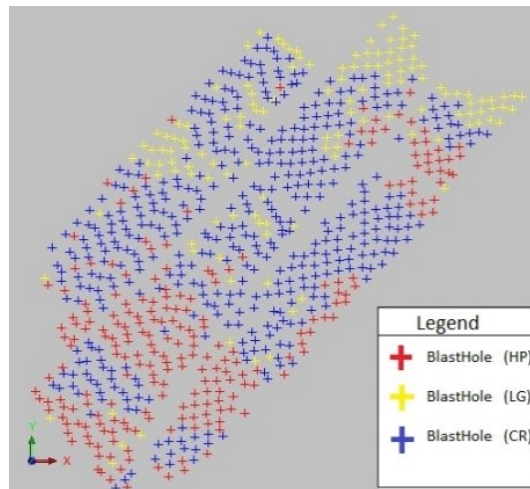 Legend
BlastHole (HP)
BlastHole (LG)
BlastHole (CR)
Y
X